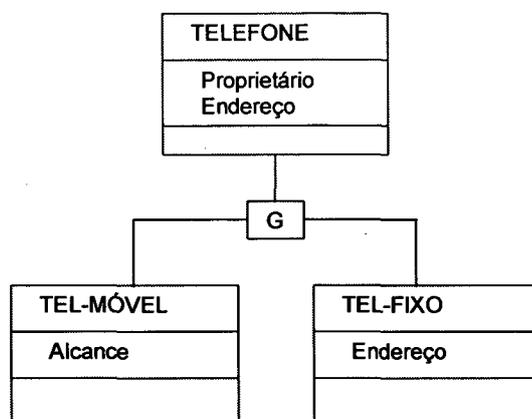 TELEFONE
Proprietário
Endereço
G
TEL-MÓVEL
Alcance
TEL-FIXO
Endereço